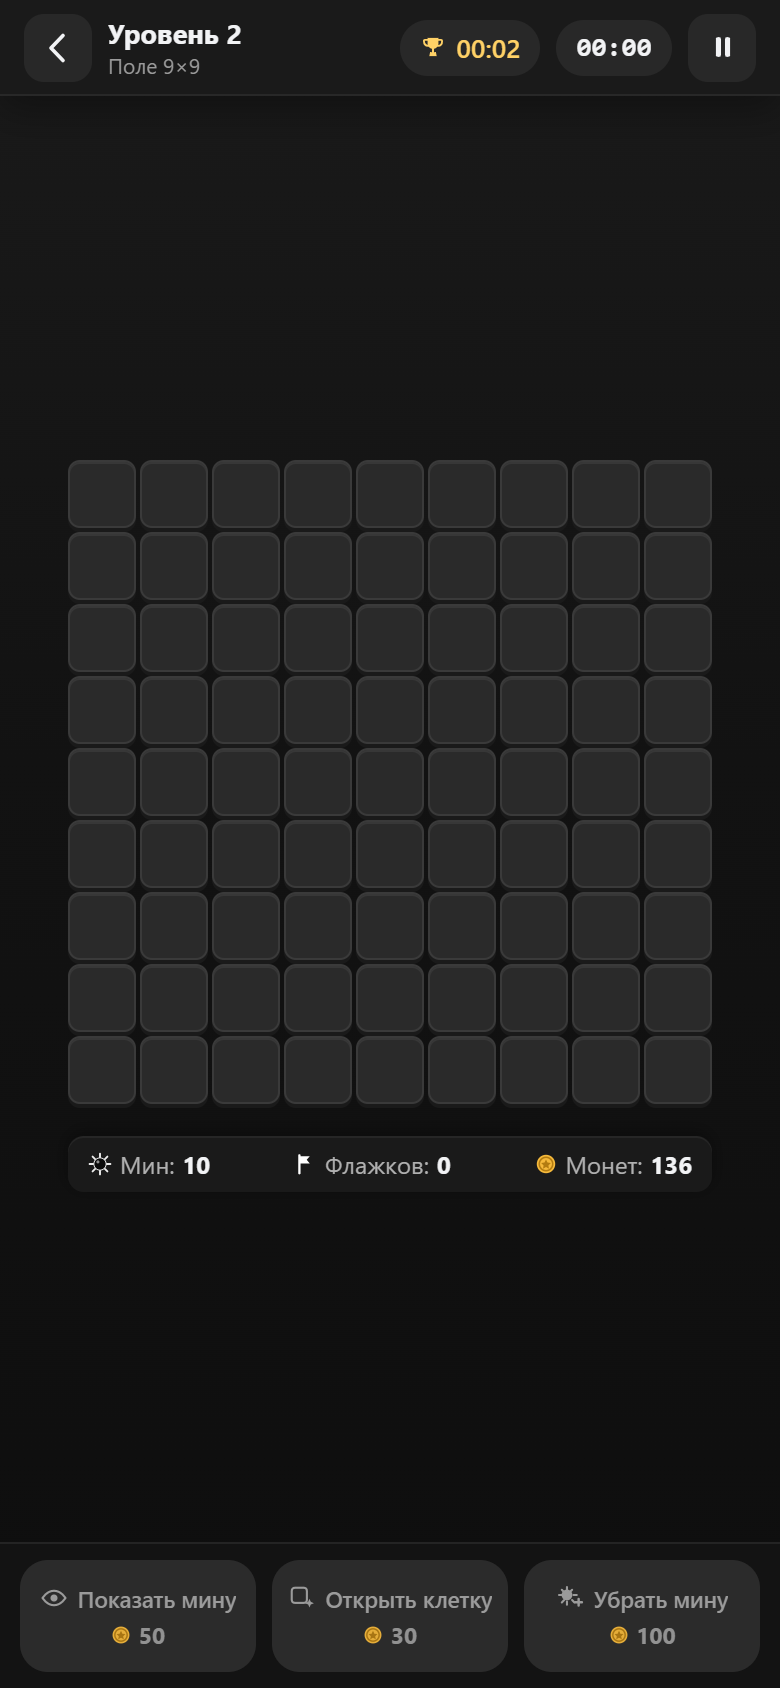 Уровень 2
Поле 9×9
00:02
00:00
Мин: 10
Флажков: 0
Монет: 136
Показать мину
50
Открыть клетку
30
Убрать мину
100